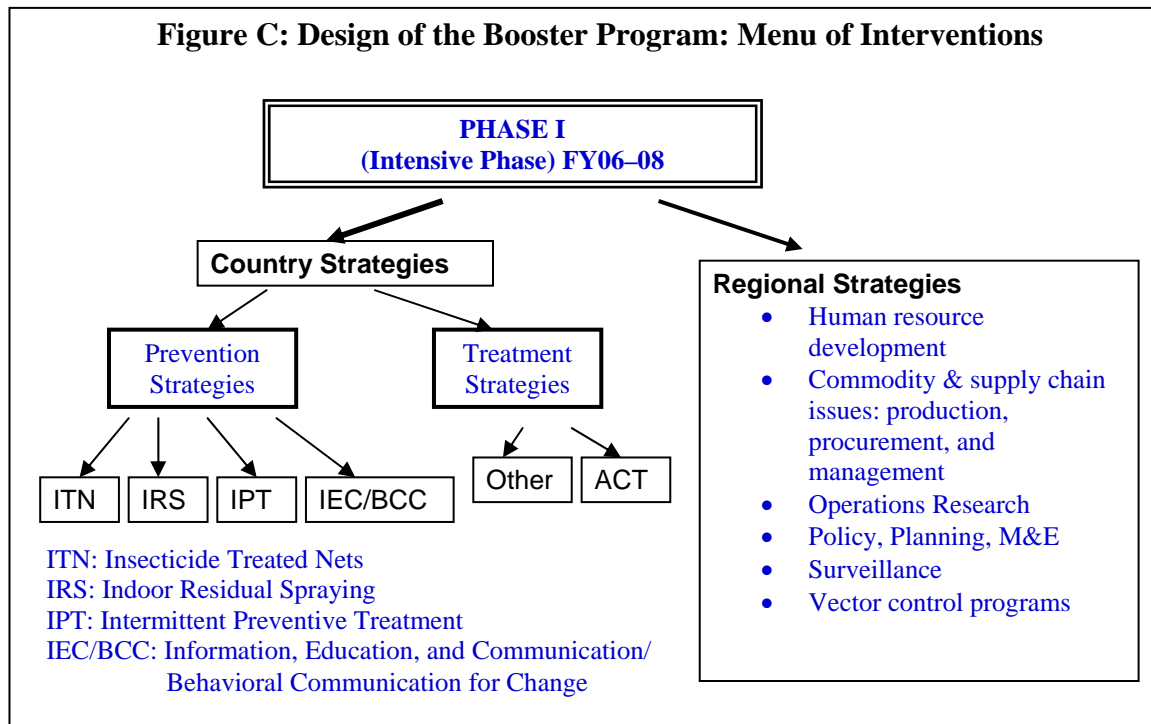 Figure C: Design of the Booster Program: Menu of Interventions
PHASE I
(Intensive Phase) FY06–08
Country Strategies
Prevention
Strategies
Treatment
Strategies
ITN
IRS
IPT
IEC/BCC
Other
ACT
ITN: Insecticide Treated Nets
IRS: Indoor Residual Spraying
IPT: Intermittent Preventive Treatment
IEC/BCC: Information, Education, and Communication/
Behavioral Communication for Change
Regional Strategies
• Human resource
development
• Commodity & supply chain
issues: production,
procurement, and
management
• Operations Research
• Policy, Planning, M&E
• Surveillance
• Vector control programs